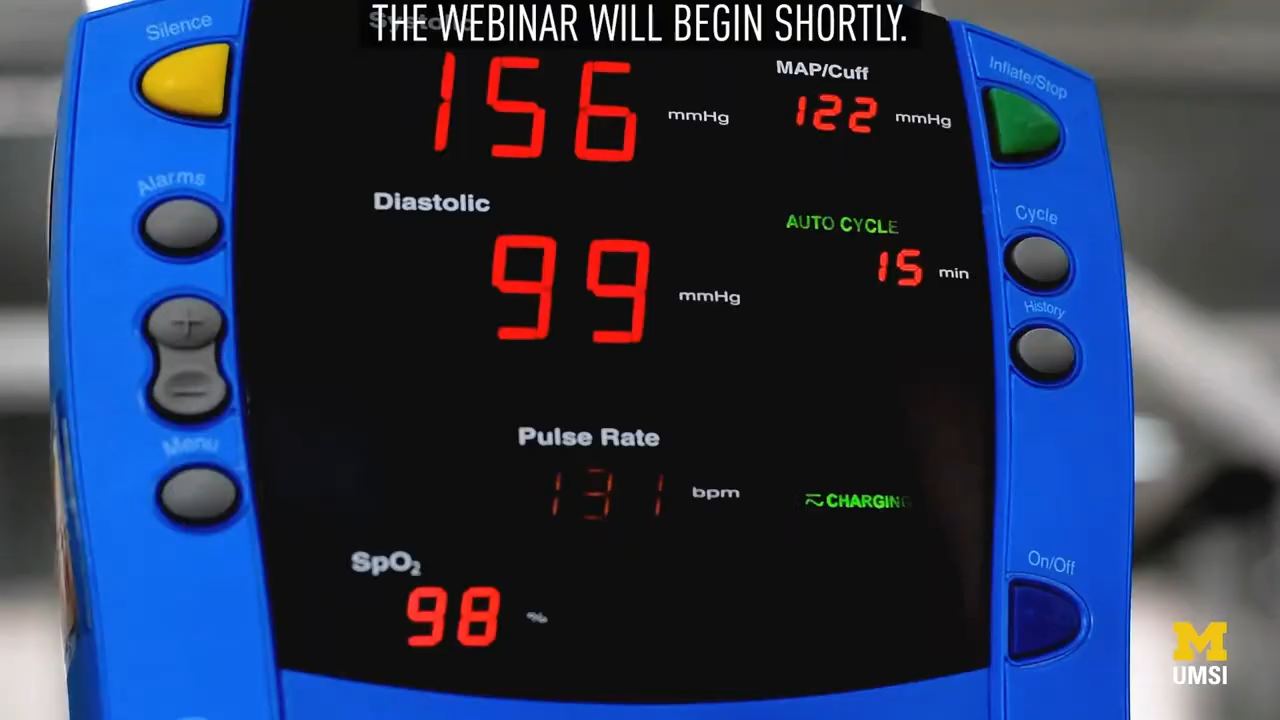 THE WEBINAR WILL BEGIN SHORTLY.
Silence
Systolic
156 mmHg
MAP/Cuff
122 mmHg
Inflate/Stop
Alarms
Diastolic
99 mmHg
AUTO CYCLE
15 min
Cycle
History
+
−
Menu
Pulse Rate
131 bpm
CHARGING
SpO2
98 %
On/Off
M
UMSI